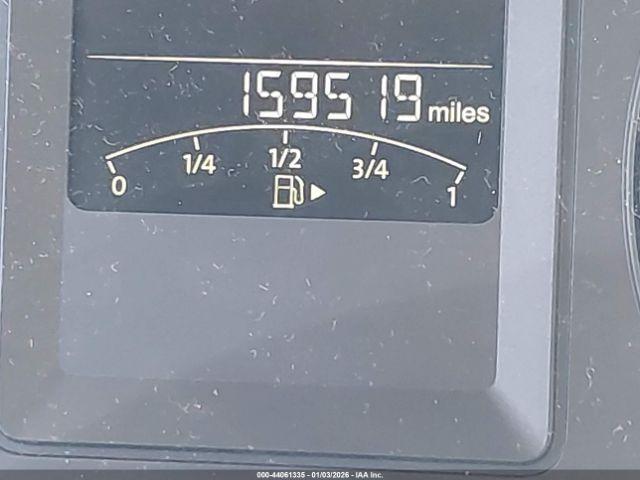 159519 miles
0 1/4 1/2 3/4 1
000-44061335 - 01/03/2026 - IAA Inc.